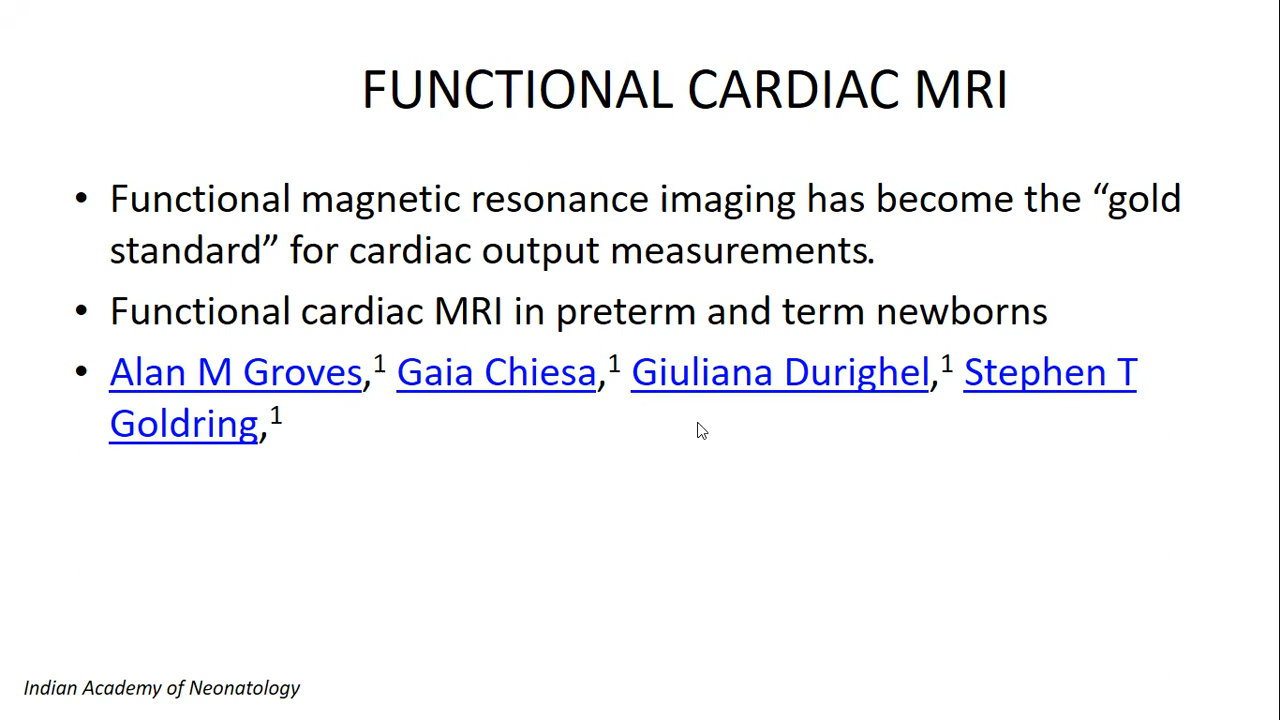 FUNCTIONAL CARDIAC MRI
• Functional magnetic resonance imaging has become the “gold
standard” for cardiac output measurements.
• Functional cardiac MRI in preterm and term newborns
• Alan M Groves,1 Gaia Chiesa,1 Giuliana Durighel,1 Stephen T
Goldring,1
Indian Academy of Neonatology